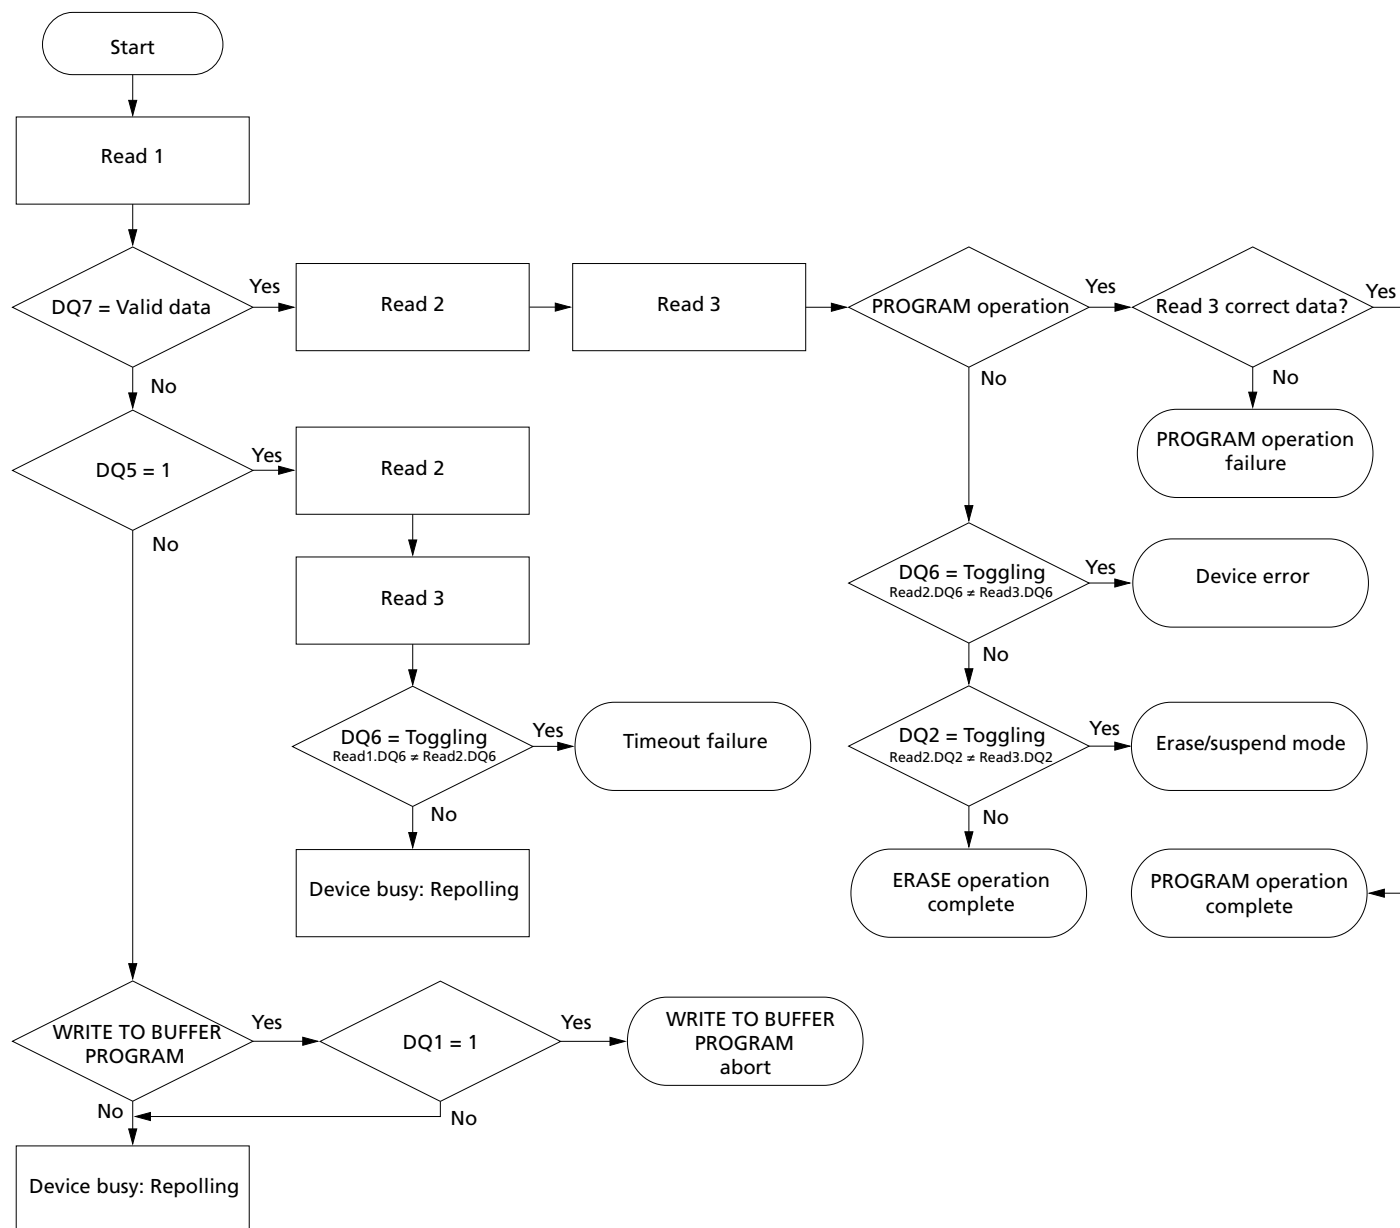 Start
Read 1
DQ7 = Valid data
Yes
Read 2
Read 3
PROGRAM operation
Yes
Read 3 correct data?
Yes
No
No
No
DQ5 = 1
Yes
Read 2
PROGRAM operation
failure
No
Read 3
DQ6 = Toggling
Read2.DQ6 ≠ Read3.DQ6
Yes
Device error
No
DQ6 = Toggling
Read1.DQ6 ≠ Read2.DQ6
Yes
Timeout failure
DQ2 = Toggling
Read2.DQ2 ≠ Read3.DQ2
Yes
Erase/suspend mode
No
No
Device busy: Repolling
ERASE operation
complete
PROGRAM operation
complete
WRITE TO BUFFER
PROGRAM
Yes
DQ1 = 1
Yes
WRITE TO BUFFER
PROGRAM
abort
No
No
Device busy: Repolling